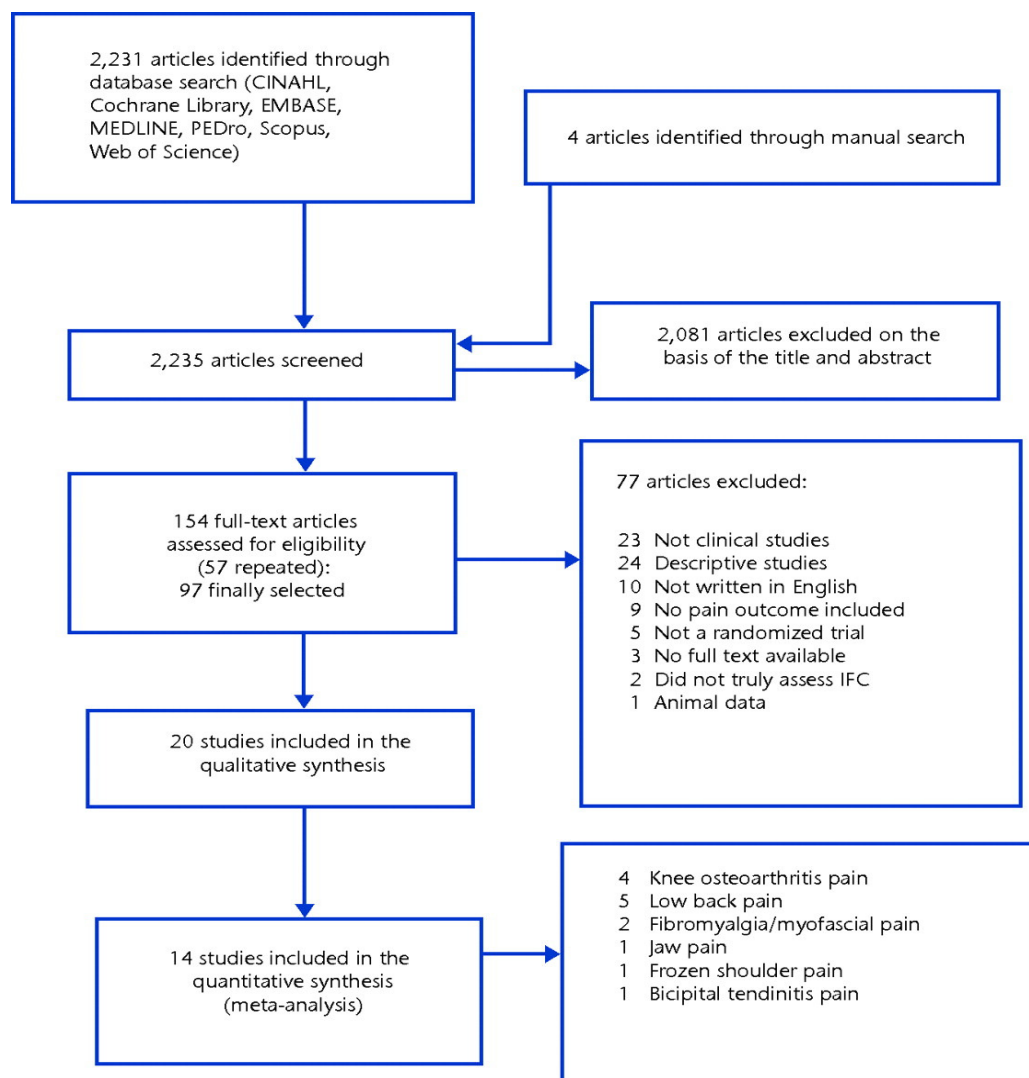 2,231 articles identified through
database search (CINAHL,
Cochrane Library, EMBASE,
MEDLINE, PEDro, Scopus,
Web of Science)
4 articles identified through manual search
2,235 articles screened
2,081 articles excluded on the
basis of the title and abstract
154 full-text articles
assessed for eligibility
(57 repeated):
97 finally selected
77 articles excluded:
23 Not clinical studies
24 Descriptive studies
10 Not written in English
9 No pain outcome included
5 Not a randomized trial
3 No full text available
2 Did not truly assess IFC
1 Animal data
20 studies included in the
qualitative synthesis
14 studies included in the
quantitative synthesis
(meta-analysis)
4 Knee osteoarthritis pain
5 Low back pain
2 Fibromyalgia/myofascial pain
1 Jaw pain
1 Frozen shoulder pain
1 Bicipital tendinitis pain